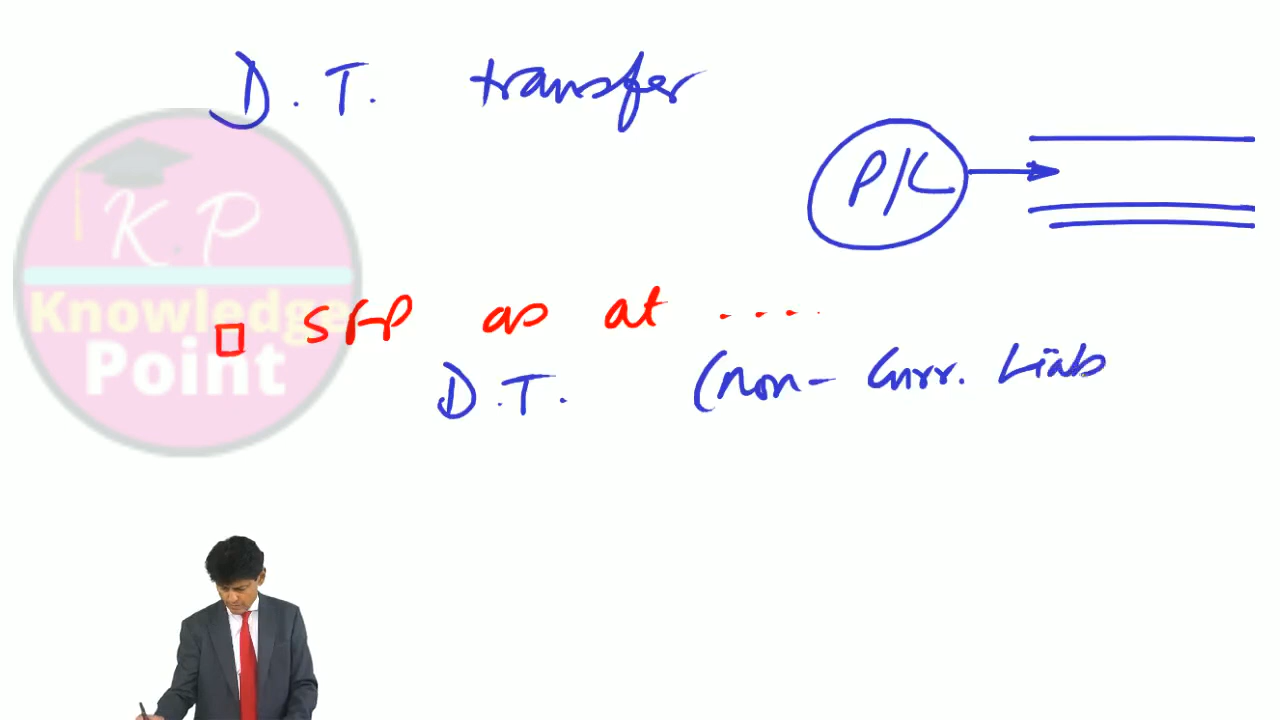 D.T. transfer
P/L
K.P
Knowledge
Point
SFP as at ....
D.T. (non-Curr. Liab